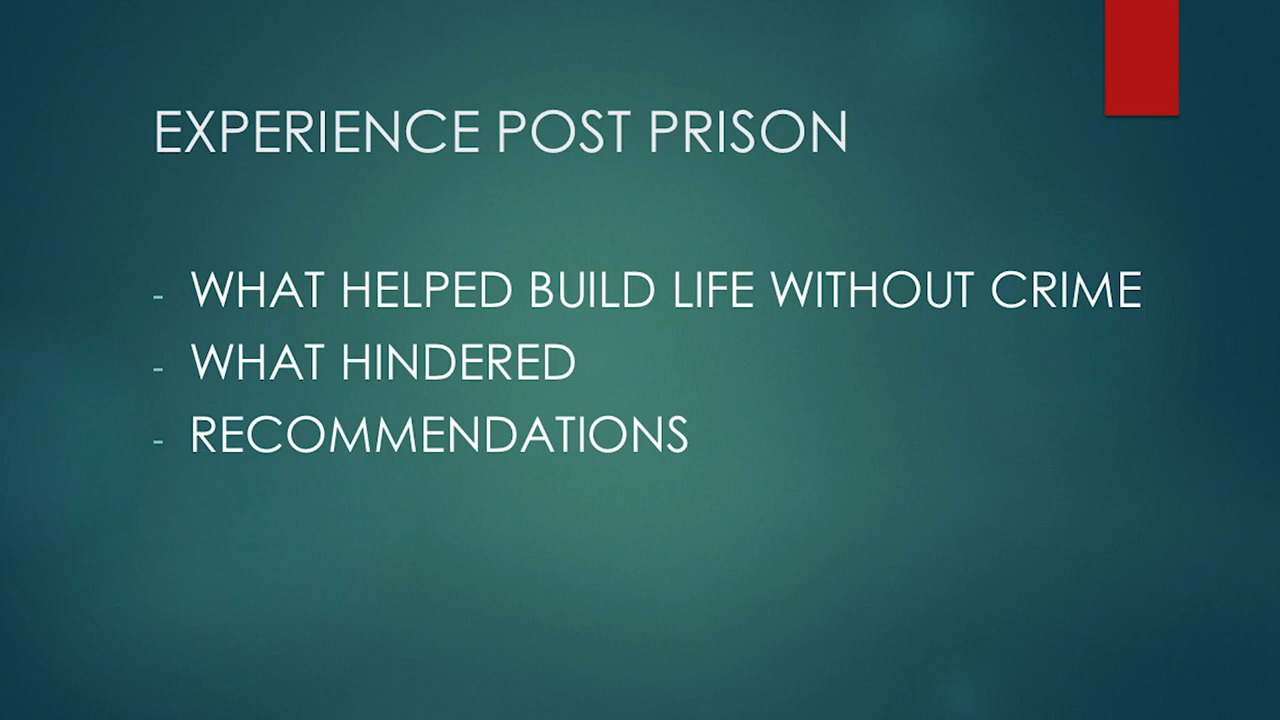 EXPERIENCE POST PRISON
- WHAT HELPED BUILD LIFE WITHOUT CRIME
- WHAT HINDERED
- RECOMMENDATIONS